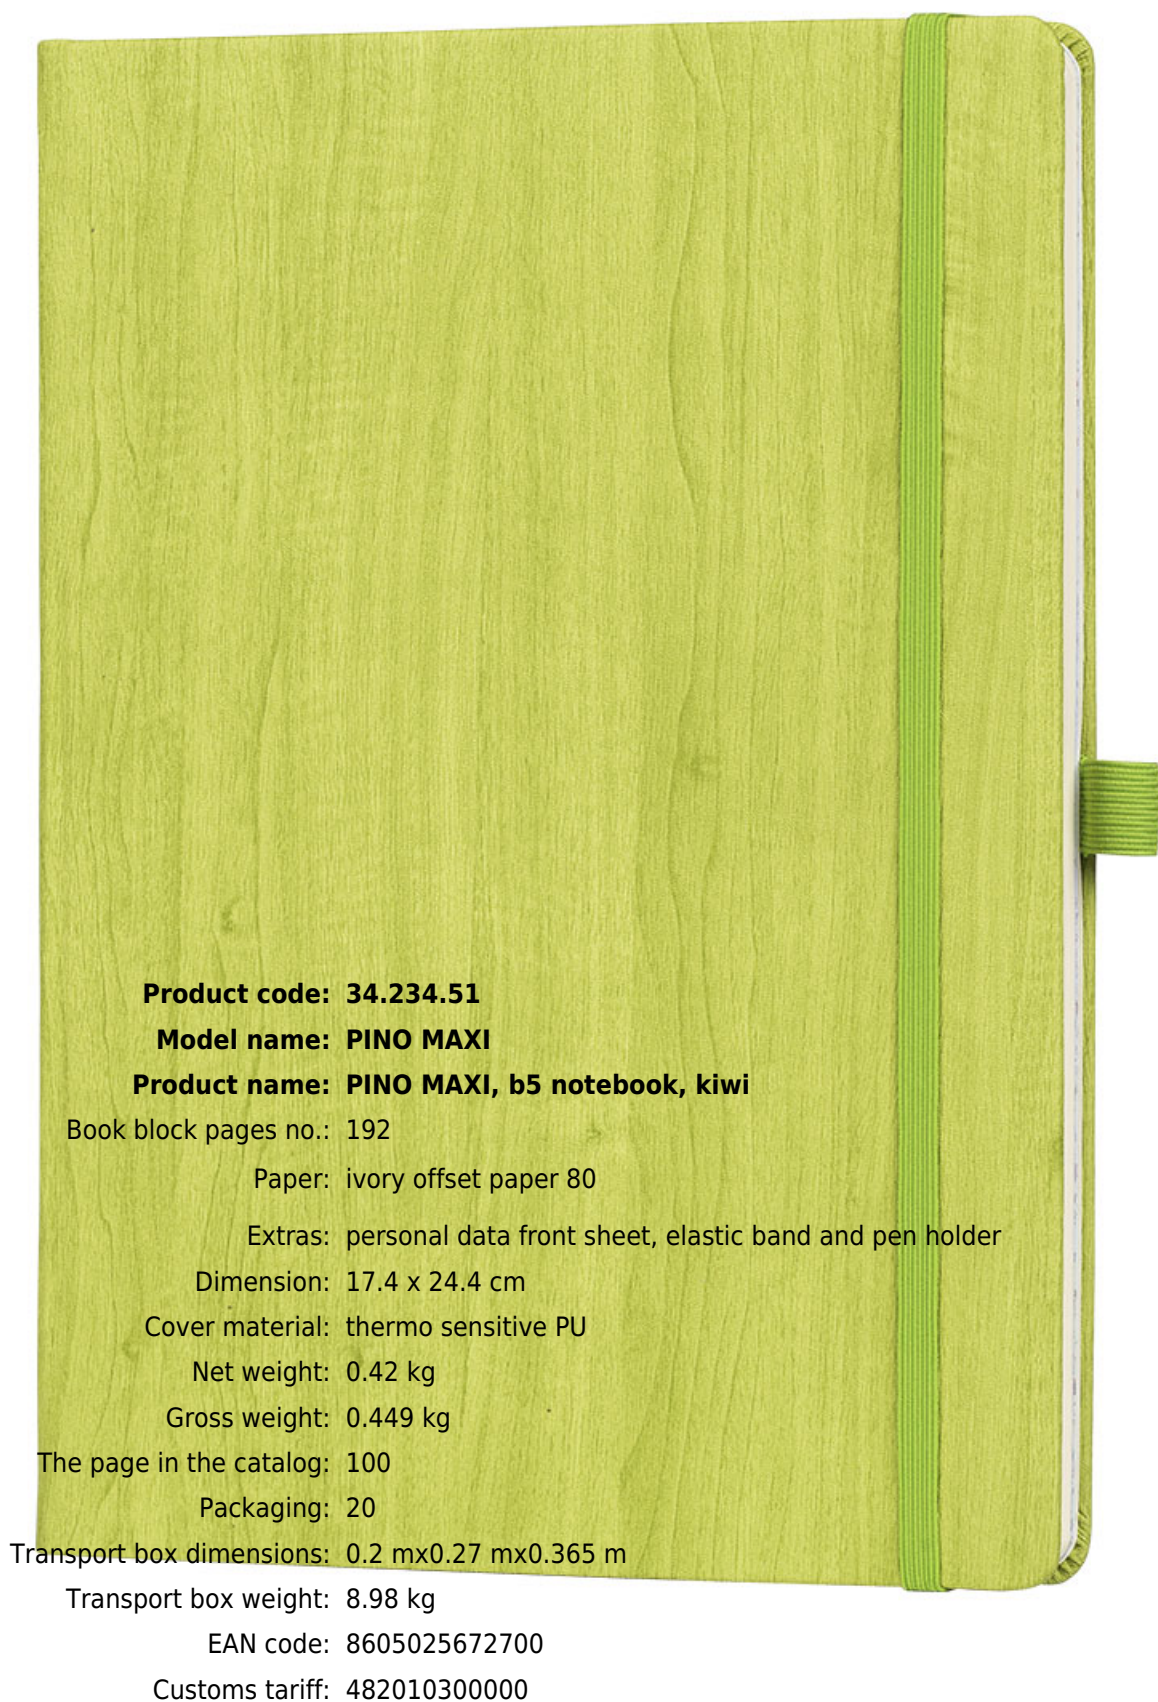 Product code: 34.234.51
Model name: PINO MAXI
Product name: PINO MAXI, b5 notebook, kiwi
Book block pages no.: 192
Paper: ivory offset paper 80
Extras: personal data front sheet, elastic band and pen holder
Dimension: 17.4 x 24.4 cm
Cover material: thermo sensitive PU
Net weight: 0.42 kg
Gross weight: 0.449 kg
The page in the catalog: 100
Packaging: 20
Transport box dimensions: 0.2 mx0.27 mx0.365 m
Transport box weight: 8.98 kg
EAN code: 8605025672700
Customs tariff: 482010300000